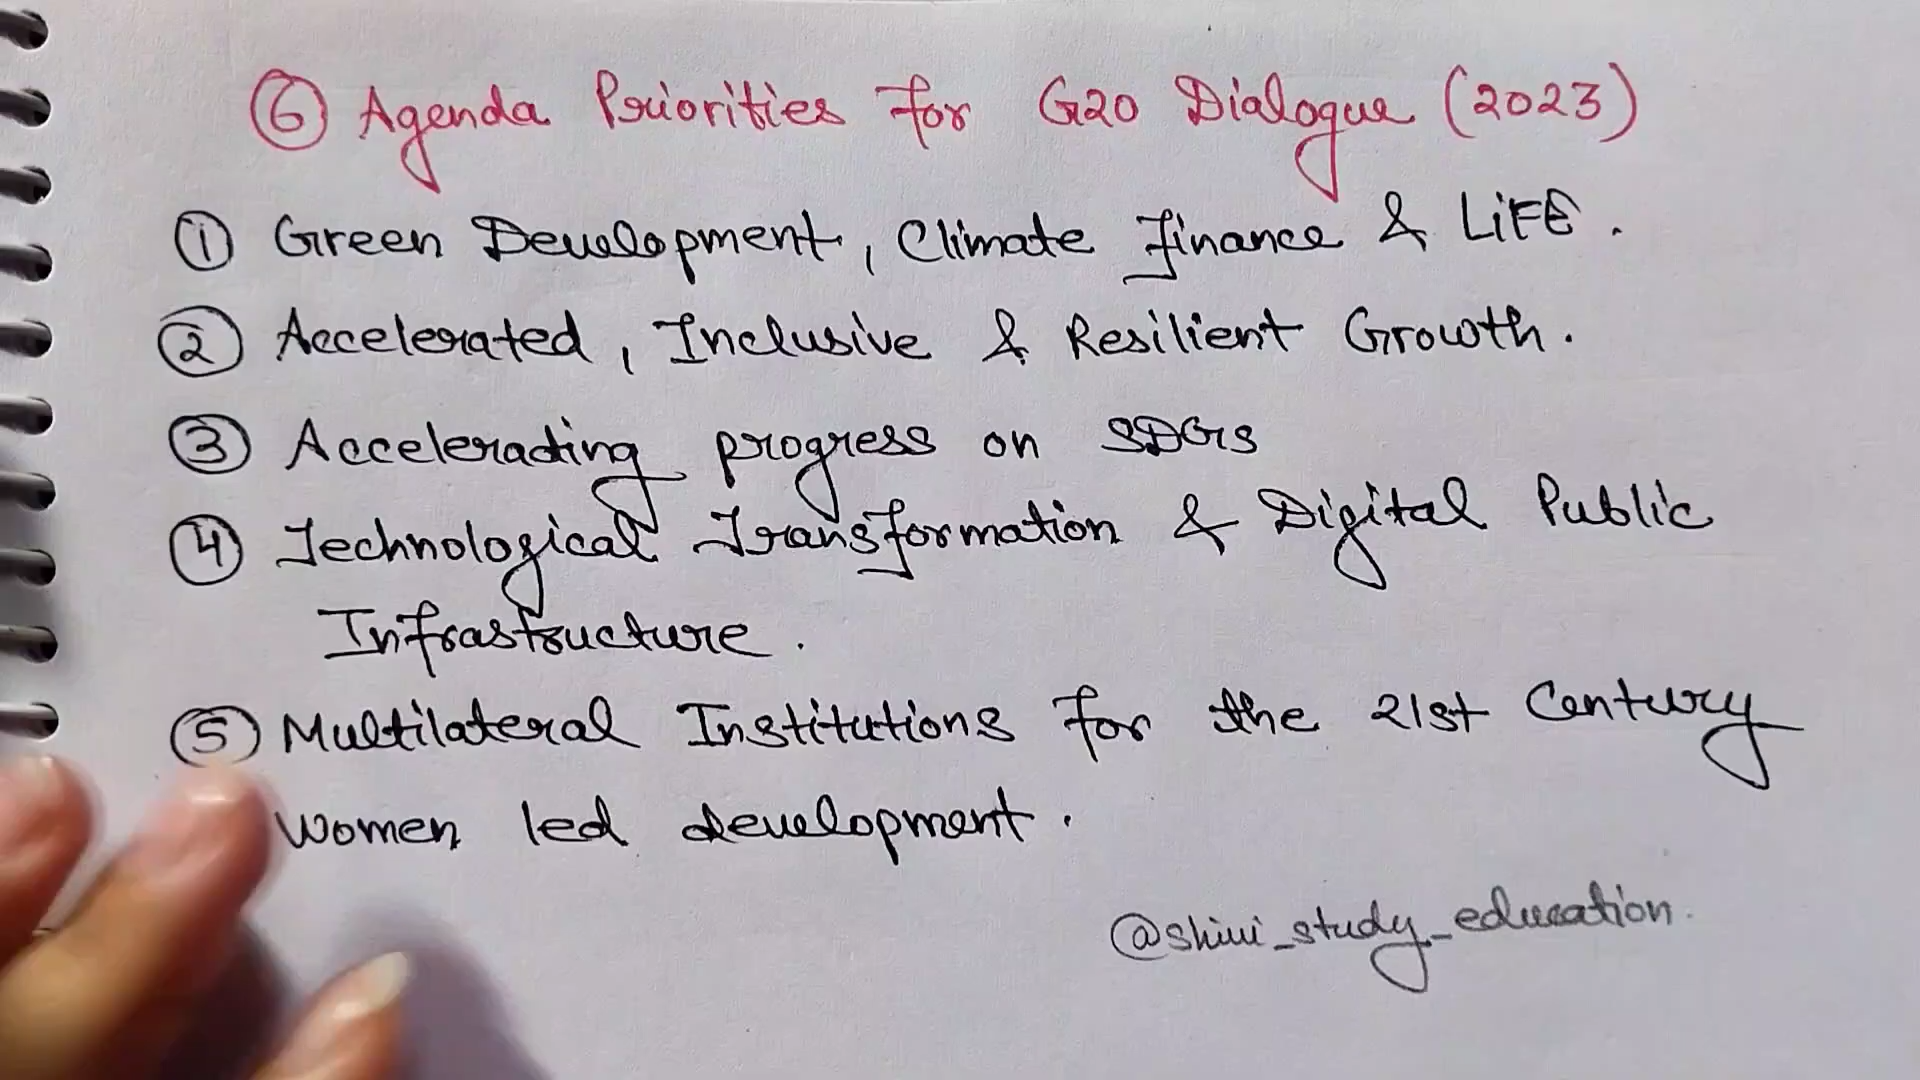 ⑥ Agenda Priorities for G20 Dialogue (2023)
① Green Development, Climate Finance & LiFE.
② Accelerated, Inclusive & Resilient Growth.
③ Accelerating progress on SDGs
④ Technological Transformation & Digital Public
Infrastructure.
⑤ Multilateral Institutions for the 21st Century
Women led development.
@shivi_study_education.